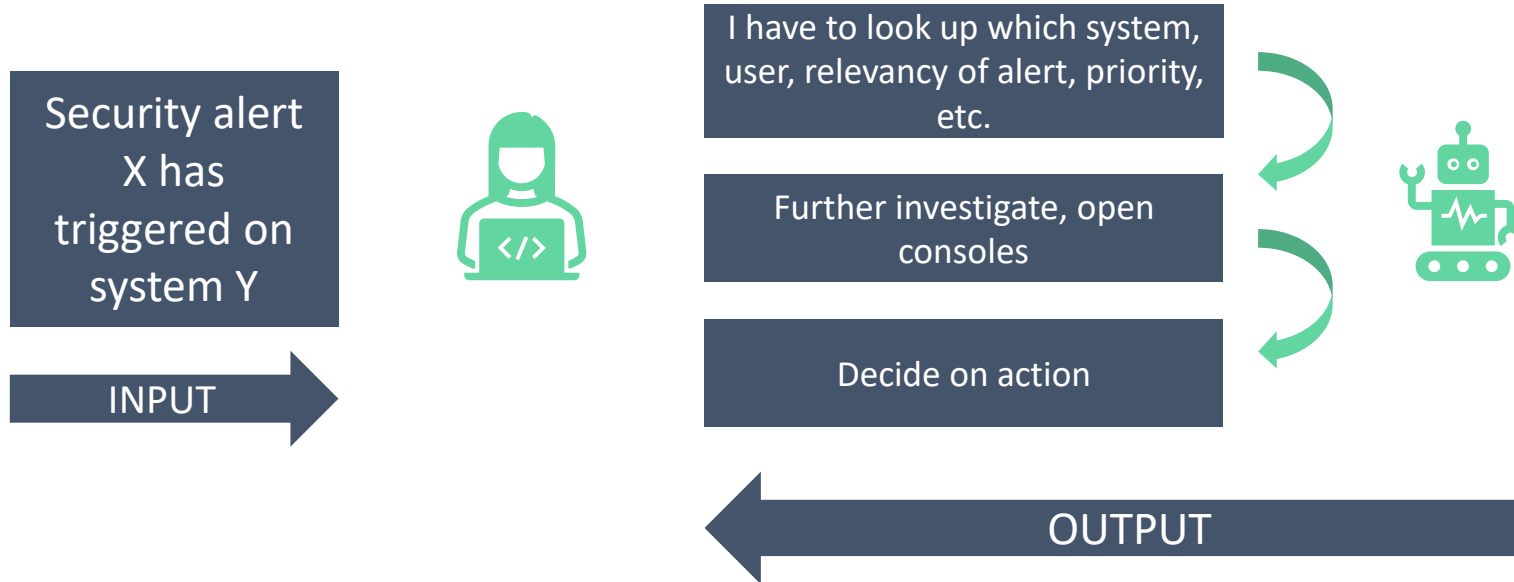 Security alert
X has
triggered on
system Y
INPUT
</>
I have to look up which system,
user, relevancy of alert, priority,
etc.
Further investigate, open
consoles
Decide on action
OUTPUT